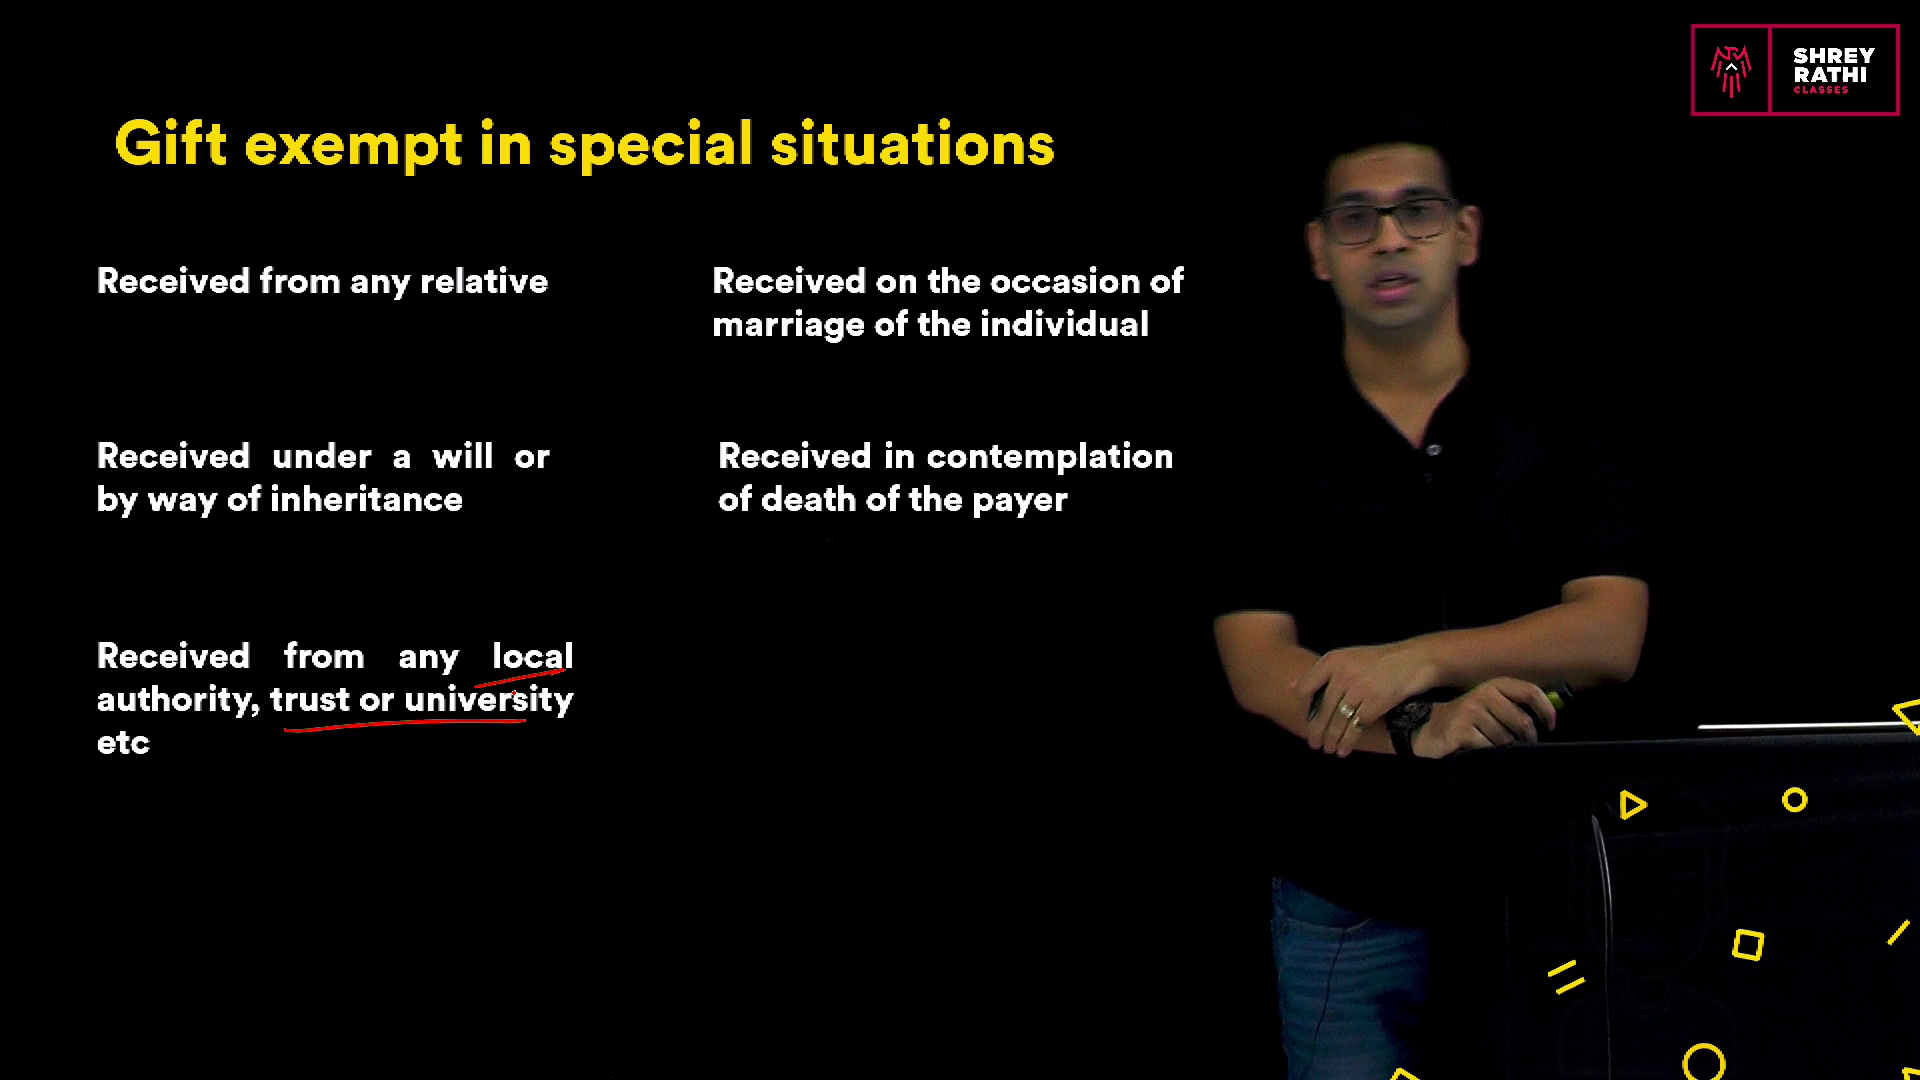 SHREY
RATHI
CLASSES
Gift exempt in special situations
Received from any relative
Received on the occasion of
marriage of the individual
Received under a will or
by way of inheritance
Received in contemplation
of death of the payer
Received from any local
authority, trust or university
etc